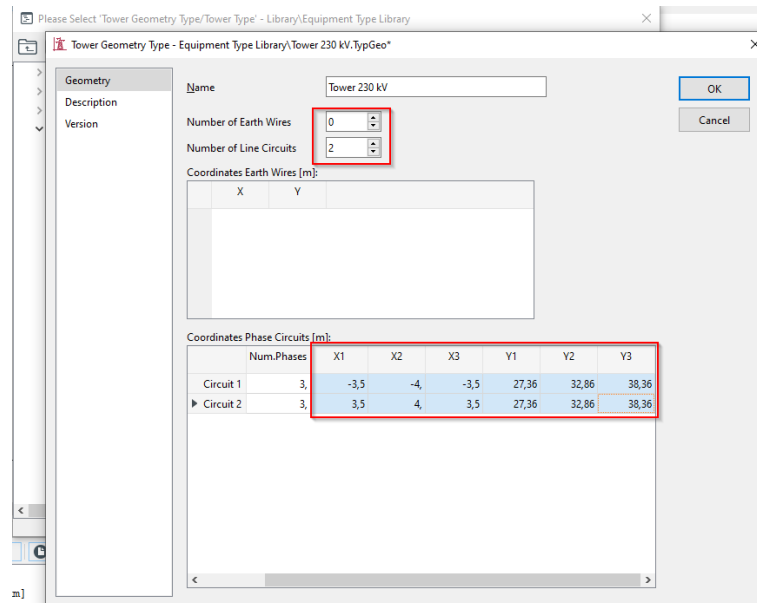 Please Select 'Tower Geometry Type/Tower Type' - Library\Equipment Type Library
Tower Geometry Type - Equipment Type Library\Tower 230 kV.TypGeo*
Geometry
Description
Version
Name Tower 230 kV
OK
Cancel
Number of Earth Wires 0
Number of Line Circuits 2
Coordinates Earth Wires [m]:
X Y
Coordinates Phase Circuits [m]:
Num.Phases X1 X2 X3 Y1 Y2 Y3
Circuit 1 3, -3,5 -4, -3,5 27,36 32,86 38,36
Circuit 2 3, 3,5 4, 3,5 27,36 32,86 38,36
m]